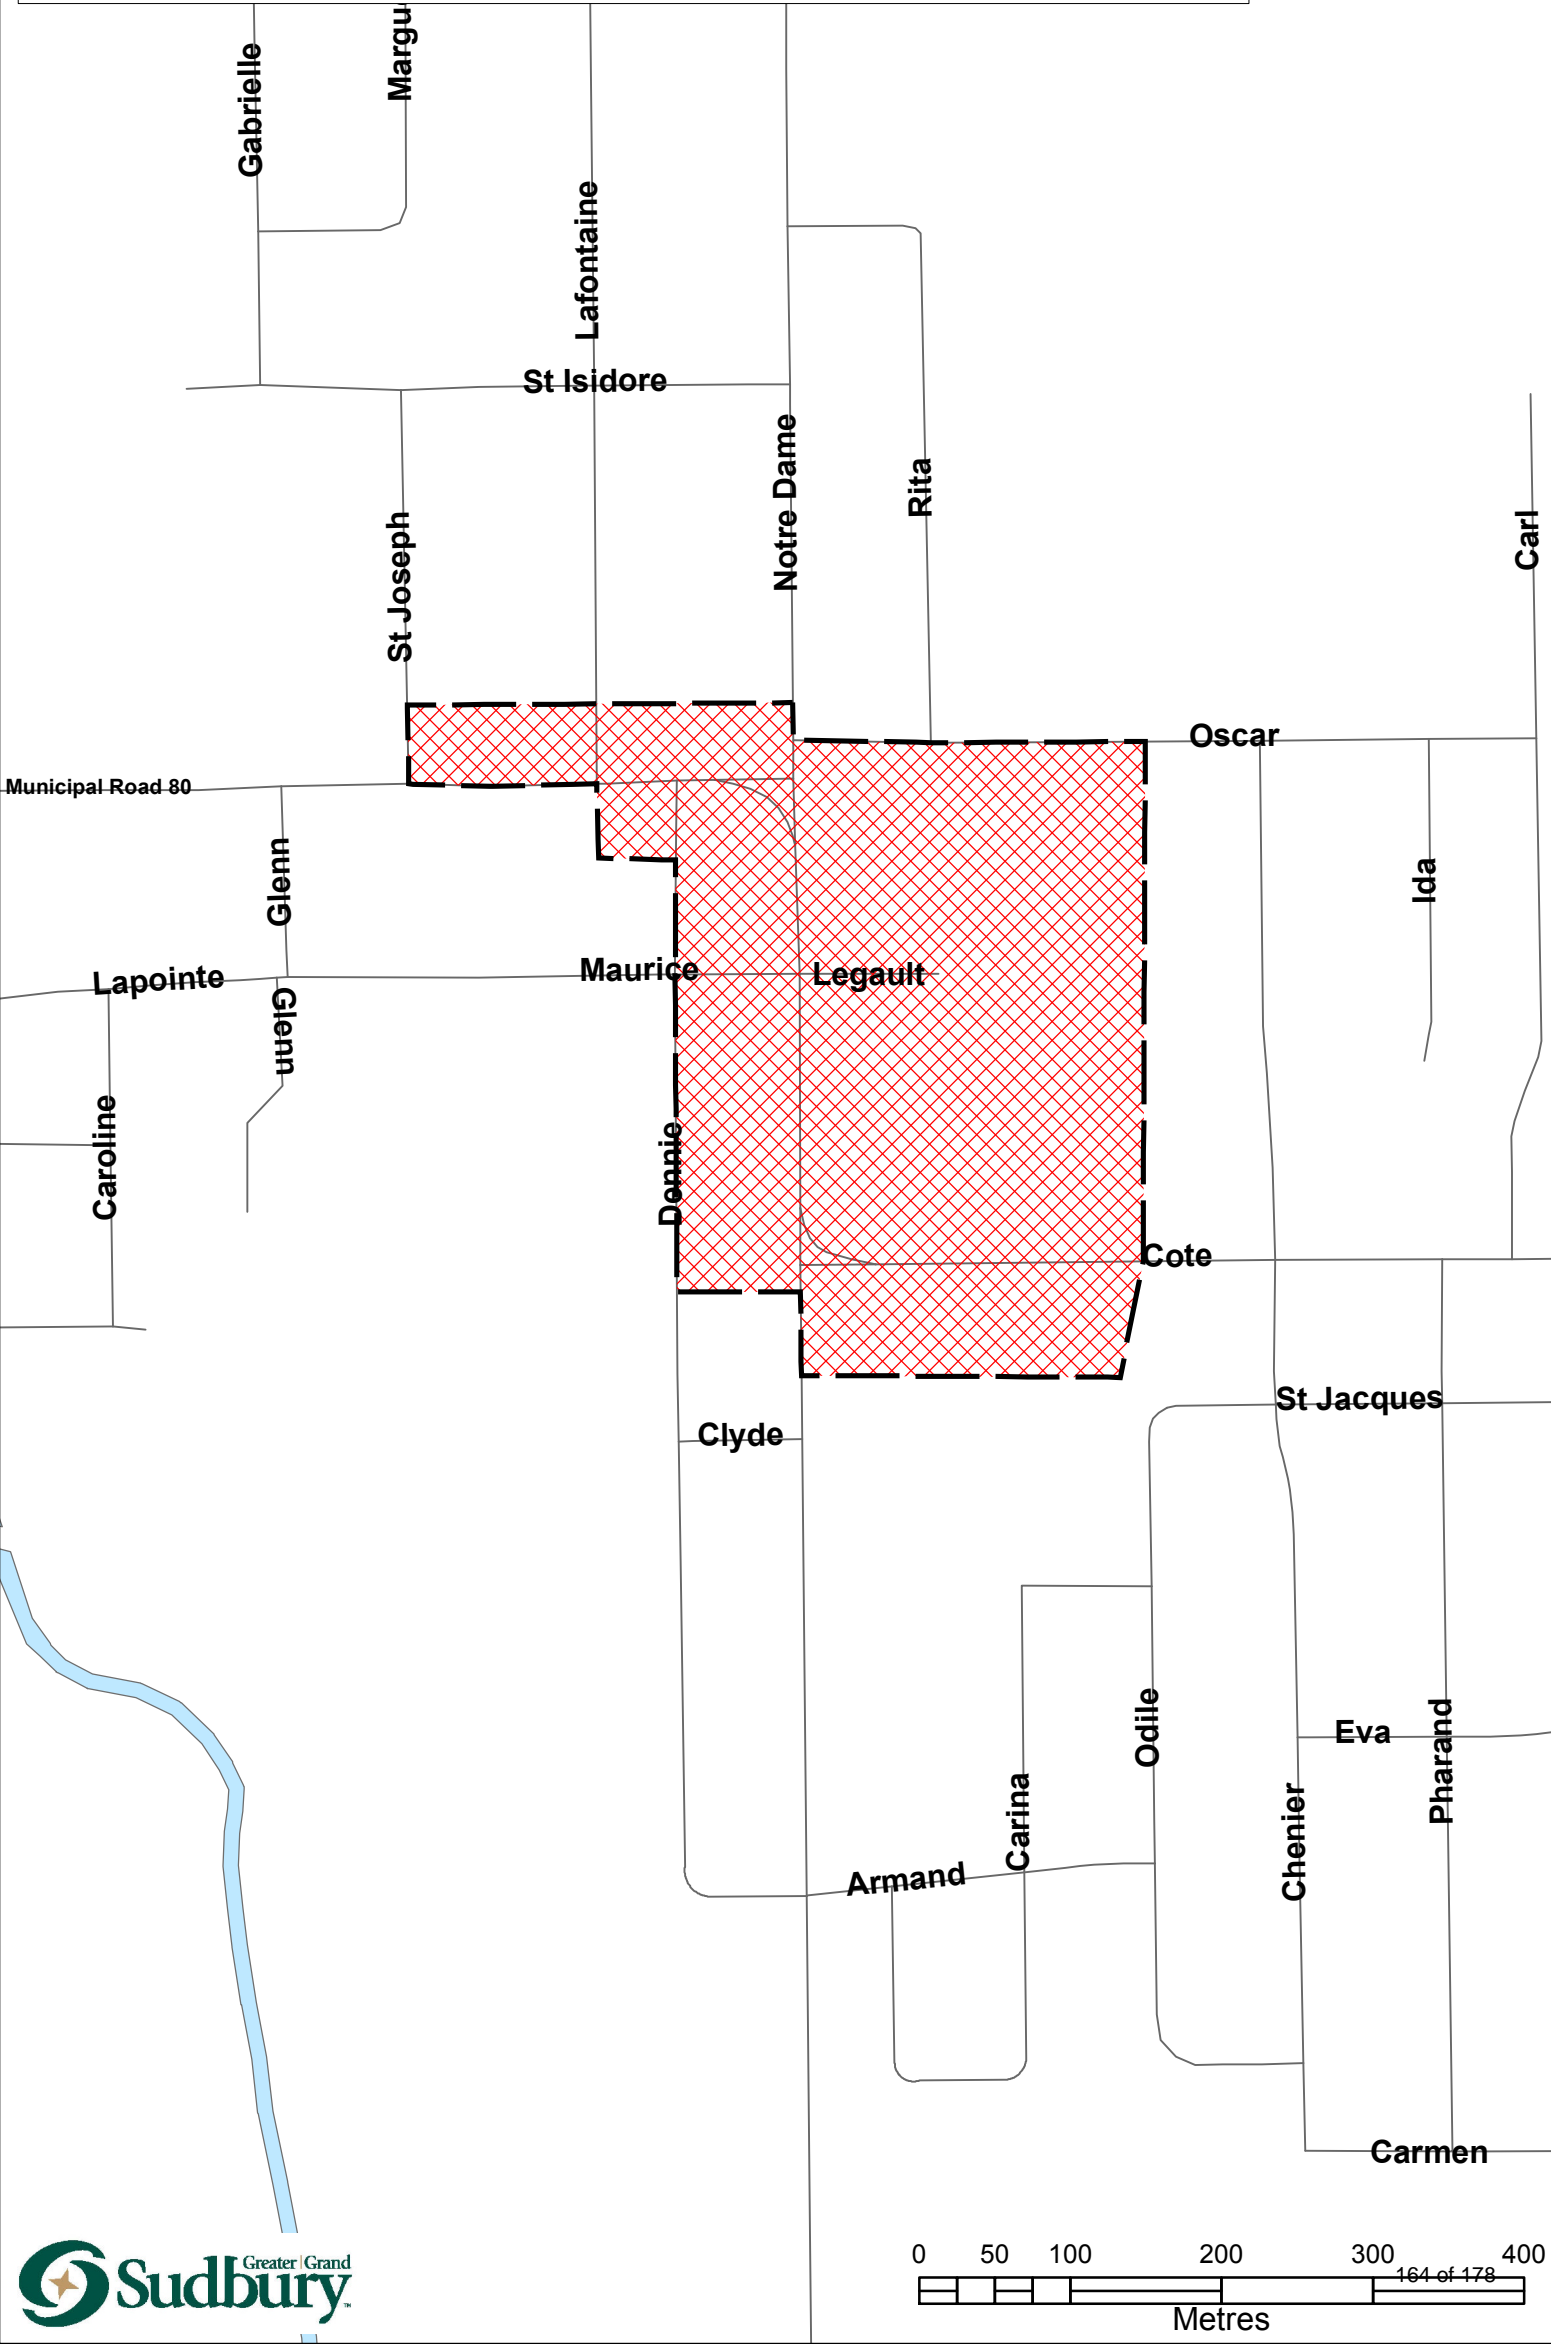 Gabrielle
Margu
Lafontaine
St Isidore
Notre Dame
Rita
Carl
St Joseph
Oscar
Municipal Road 80
Glenn
Ida
Maurice
Legault
Lapointe
Glenn
Caroline
Donnie
Cote
St Jacques
Clyde
Odile
Eva
Pharand
Carina
Chenier
Armand
Carmen
Greater | Grand
Sudbury
TM
0 50 100 200 300 400
164 of 178
Metres